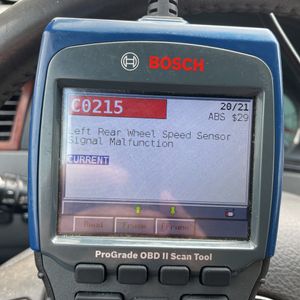 BOSCH
C0215
20/21
ABS $29
Left Rear Wheel Speed Sensor
Signal Malfunction
CURRENT
ProGrade OBD II Scan Tool